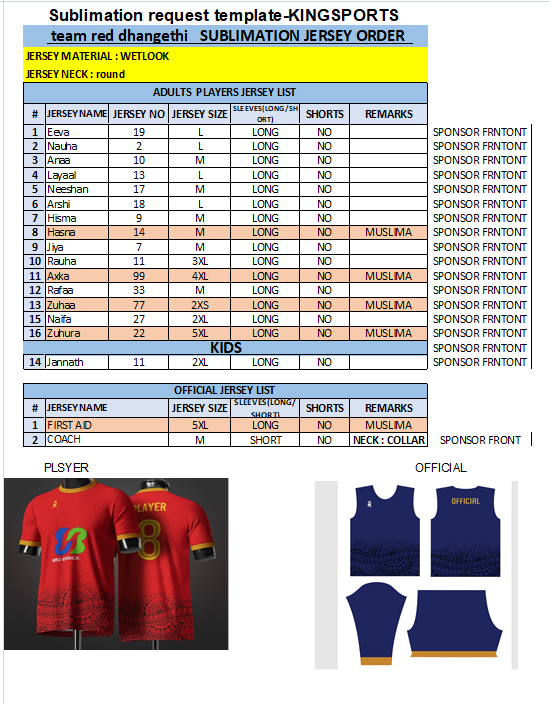 Sublimation request template-KINGSPORTS
team red dhangethi SUBLIMATION JERSEY ORDER
JERSEY MATERIAL : WETLOOK
JERSEY NECK : round
ADULTS PLAYERS JERSEY LIST
# JERSEY NAME JERSEY NO JERSEY SIZE SLEEVES(LONG/SHORT) SHORTS REMARKS
1 Eeva 19 L LONG NO SPONSOR FRNTONT
2 Nauha 2 L LONG NO SPONSOR FRNTONT
3 Anaa 10 M LONG NO SPONSOR FRNTONT
4 Layaal 13 L LONG NO SPONSOR FRNTONT
5 Neeshan 17 M LONG NO SPONSOR FRNTONT
6 Arshi 18 L LONG NO SPONSOR FRNTONT
7 Hisma 9 M LONG NO SPONSOR FRNTONT
8 Hasna 14 M LONG NO MUSLIMA SPONSOR FRNTONT
9 Jiya 7 M LONG NO SPONSOR FRNTONT
10 Rauha 11 3XL LONG NO SPONSOR FRNTONT
11 Axka 99 4XL LONG NO MUSLIMA SPONSOR FRNTONT
12 Rafaa 33 M LONG NO SPONSOR FRNTONT
13 Zuhaa 77 2XS LONG NO MUSLIMA SPONSOR FRNTONT
15 Naifa 27 2XL LONG NO SPONSOR FRNTONT
16 Zuhura 22 5XL LONG NO MUSLIMA SPONSOR FRNTONT
KIDS SPONSOR FRNTONT
14 Jannath 11 2XL LONG NO SPONSOR FRNTONT
OFFICIAL JERSEY LIST
# JERSEY NAME JERSEY SIZE SLEEVES(LONG/SHORT) SHORTS REMARKS
1 FIRST AID 5XL LONG NO MUSLIMA
2 COACH M SHORT NO NECK : COLLAR SPONSOR FRONT
PLSYER OFFICIAL
PLAYER
8
BRICK
OFFICIAL